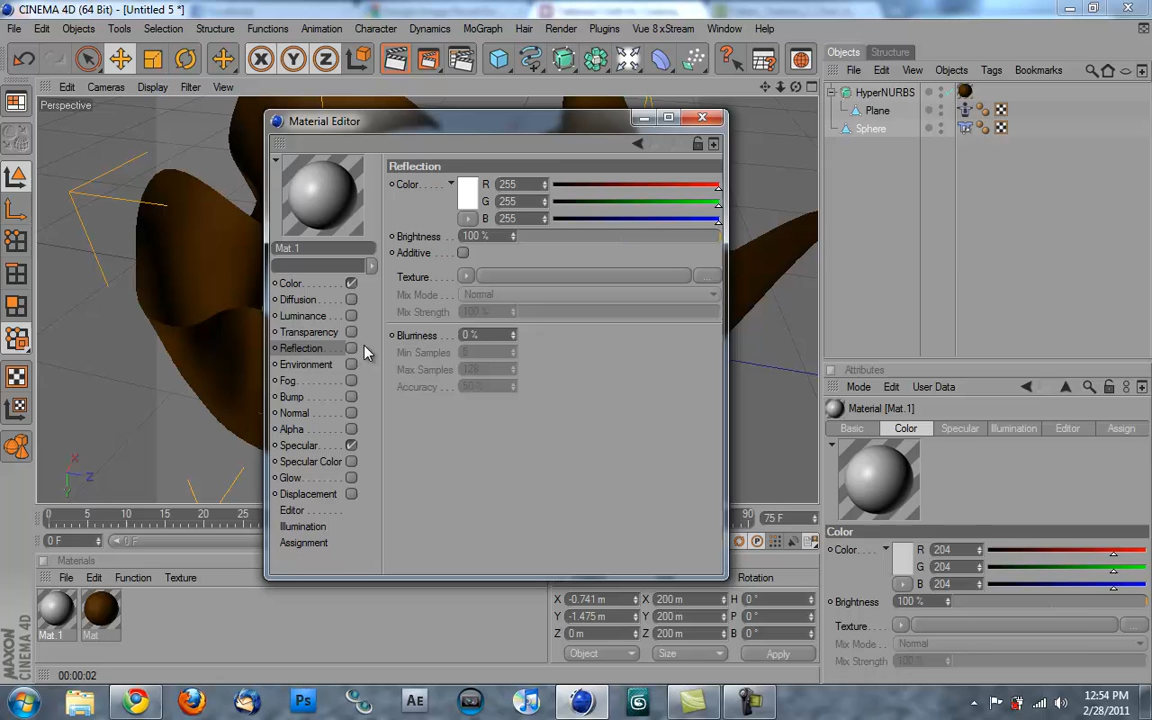 CINEMA 4D (64 Bit) - [Untitled 5 *]
File Edit Objects Tools Selection Structure Functions Animation Character Dynamics MoGraph Hair Render Plugins Vue 8 xStream Window Help
Objects Structure
File Edit View Objects Tags Bookmarks
HyperNURBS
Plane
Sphere
Edit Cameras Display Filter View
Perspective
Material Editor
Mat.1
Color
Diffusion
Luminance
Transparency
Reflection
Environment
Fog
Bump
Normal
Alpha
Specular
Specular Color
Glow
Displacement
Editor
Illumination
Assignment
Reflection
Color R 255
G 255
B 255
Brightness 100 %
Additive
Texture ...
Mix Mode Normal
Mix Strength 100 %
Blurriness 0 %
Min Samples 5
Max Samples 128
Accuracy 50 %
Attributes
Mode Edit User Data
Material [Mat.1]
Basic Color Specular Illumination Editor Assign
Color
Color R 204
G 204
B 204
Brightness 100 %
Texture ...
Mix Mode Normal
Mix Strength 100 %
X
Z
Y
0 5 10 15 20 25 90 75 F
0 F 0 F
Materials
File Edit Function Texture
Mat.1 Mat
Rotation
X -0.741 m X 200 m H 0 °
Y -1.475 m Y 200 m P 0 °
Z 0 m Z 200 m B 0 °
Object Size Apply
MAXON
CINEMA 4D
00:00:02
Ps
AE
12:54 PM
2/28/2011